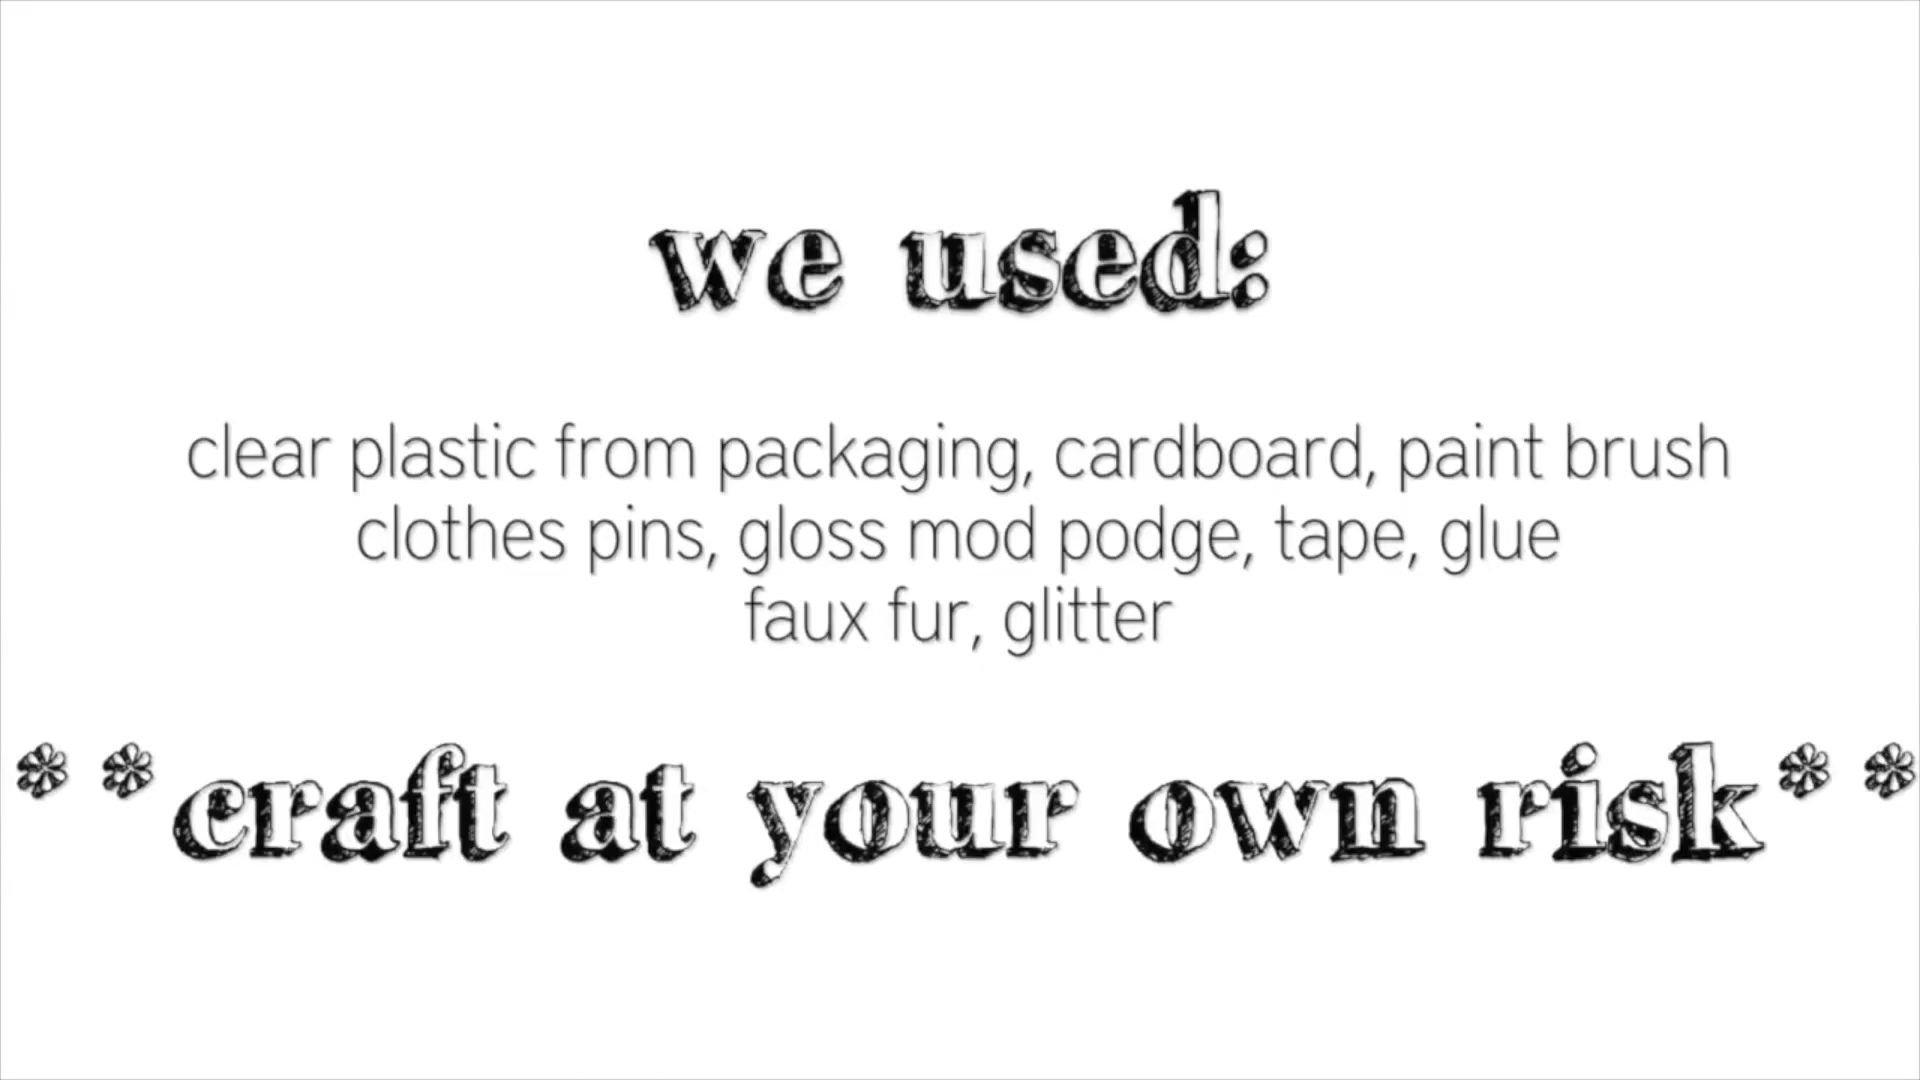 we used:
clear plastic from packaging, cardboard, paint brush
clothes pins, gloss mod podge, tape, glue
faux fur, glitter
**craft at your own risk**